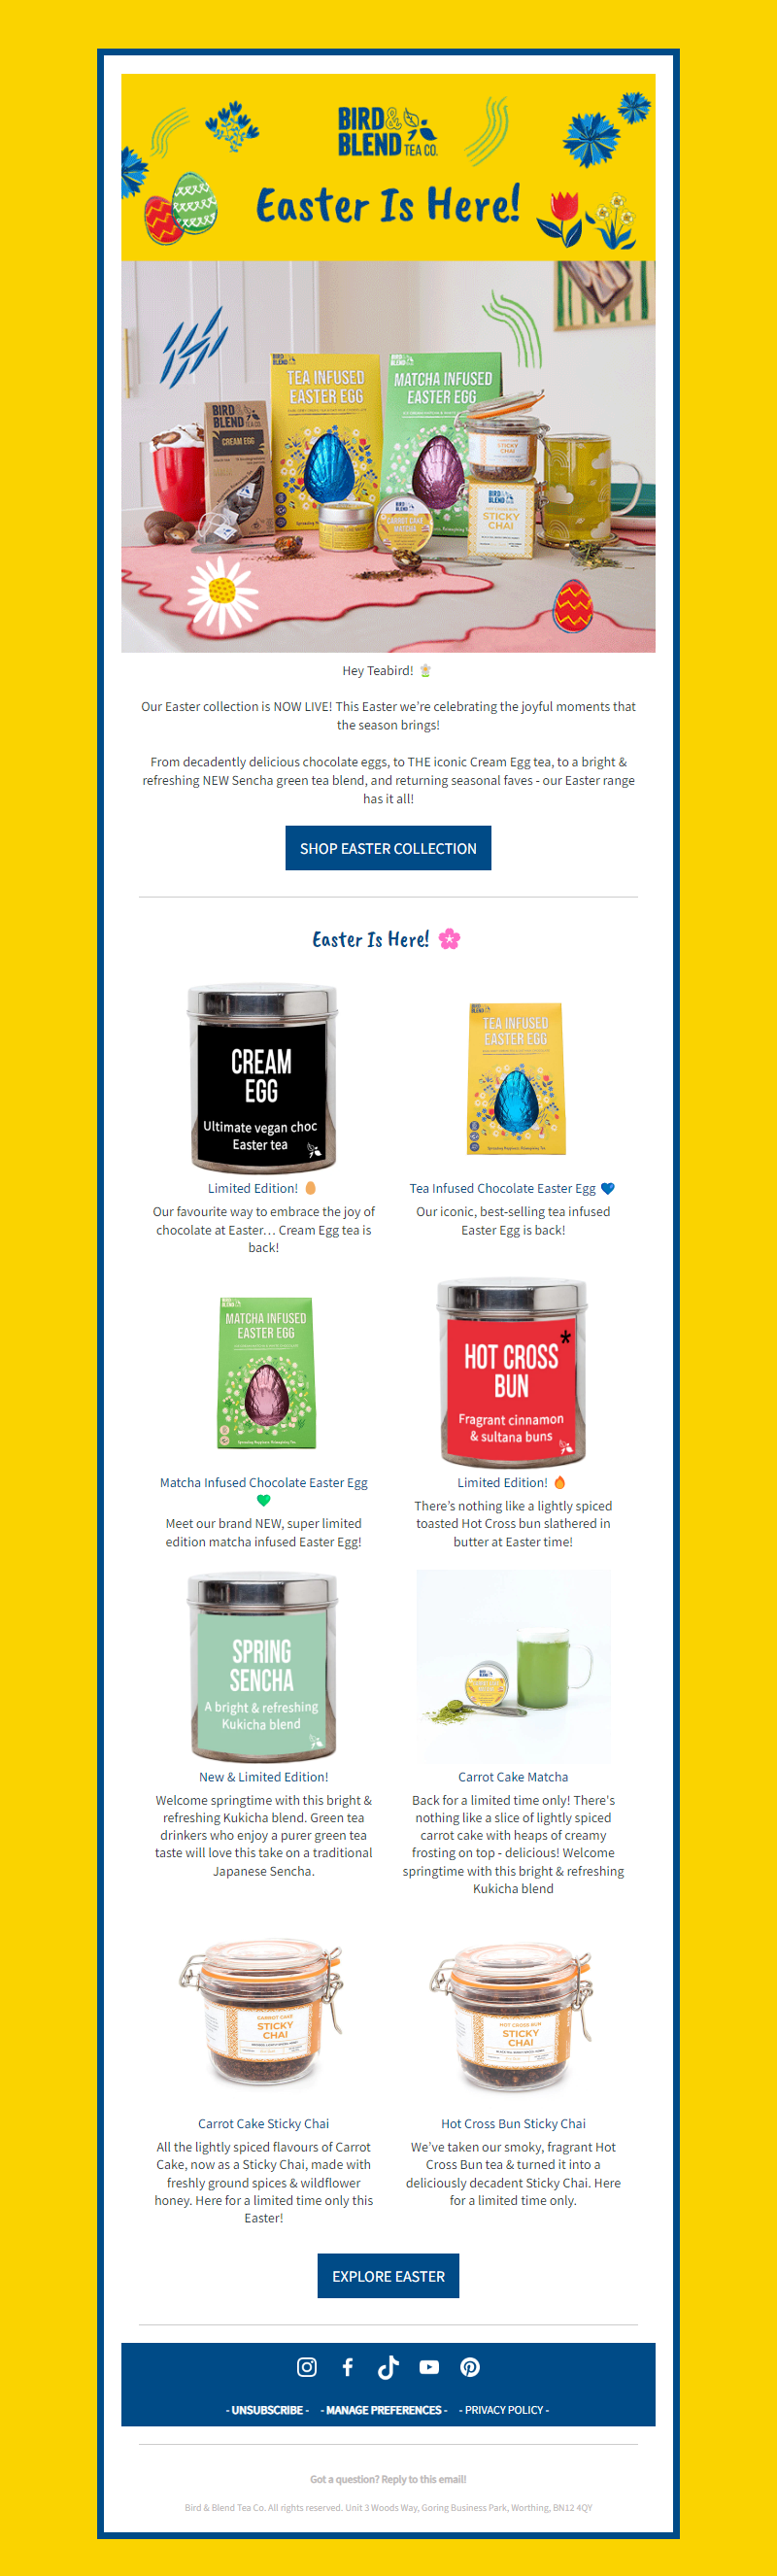 BIRD &
BLEND TEA CO.
Easter Is Here!
TEA INFUSED
EASTER EGG
MATCHA INFUSED
EASTER EGG
BIRD &
BLEND TEA CO.
CREAM EGG
STICKY
CHAI
CARROT CAKE
MATCHA
BIRD &
BLEND
STICKY
CHAI
Hey Teabird!
Our Easter collection is NOW LIVE! This Easter we're celebrating the joyful moments that
the season brings!
From decadently delicious chocolate eggs, to THE iconic Cream Egg tea, to a bright &
refreshing NEW Sencha green tea blend, and returning seasonal faves - our Easter range
has it all!
SHOP EASTER COLLECTION
Easter Is Here!
CREAM
EGG
Ultimate vegan choc
Easter tea
TEA INFUSED
EASTER EGG
Limited Edition!
Our favourite way to embrace the joy of
chocolate at Easter... Cream Egg tea is
back!
Tea Infused Chocolate Easter Egg
Our iconic, best-selling tea infused
Easter Egg is back!
MATCHA INFUSED
EASTER EGG
HOT CROSS*
BUN
Fragrant cinnamon
& sultana buns
Matcha Infused Chocolate Easter Egg
Meet our brand NEW, super limited
edition matcha infused Easter Egg!
Limited Edition!
There's nothing like a lightly spiced
toasted Hot Cross bun slathered in
butter at Easter time!
SPRING
SENCHA
A bright & refreshing
Kukicha blend
New & Limited Edition!
Welcome springtime with this bright &
refreshing Kukicha blend. Green tea
drinkers who enjoy a purer green tea
taste will love this take on a traditional
Japanese Sencha.
Carrot Cake Matcha
Back for a limited time only! There's
nothing like a slice of lightly spiced
carrot cake with heaps of creamy
frosting on top - delicious! Welcome
springtime with this bright & refreshing
Kukicha blend
CARROT CAKE
STICKY
CHAI
HOT CROSS BUN
STICKY
CHAI
Carrot Cake Sticky Chai
All the lightly spiced flavours of Carrot
Cake, now as a Sticky Chai, made with
freshly ground spices & wildflower
honey. Here for a limited time only this
Easter!
Hot Cross Bun Sticky Chai
We've taken our smoky, fragrant Hot
Cross Bun tea & turned it into a
deliciously decadent Sticky Chai. Here
for a limited time only.
EXPLORE EASTER
- UNSUBSCRIBE - - MANAGE PREFERENCES - - PRIVACY POLICY -
Got a question? Reply to this email!
Bird & Blend Tea Co. All rights reserved. Unit 3 Woods Way, Goring Business Park, Worthing, BN12 4QY